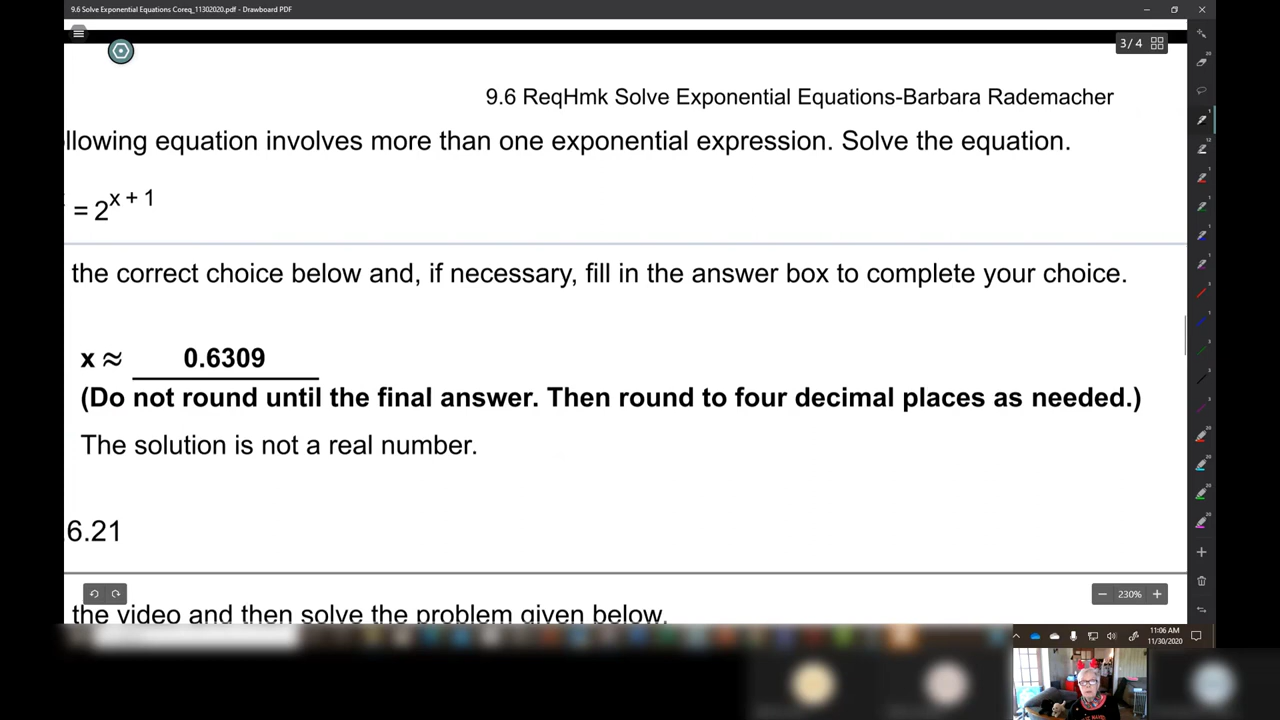 9.6 Solve Exponential Equations Coreq_11302020.pdf - Drawboard PDF
3 / 4
9.6 ReqHmk Solve Exponential Equations-Barbara Rademacher
llowing equation involves more than one exponential expression. Solve the equation.
= 2^{x + 1}
the correct choice below and, if necessary, fill in the answer box to complete your choice.
x ≈ 0.6309
(Do not round until the final answer. Then round to four decimal places as needed.)
The solution is not a real number.
6.21
230%
the video and then solve the problem given below.
11:06 AM
11/30/2020